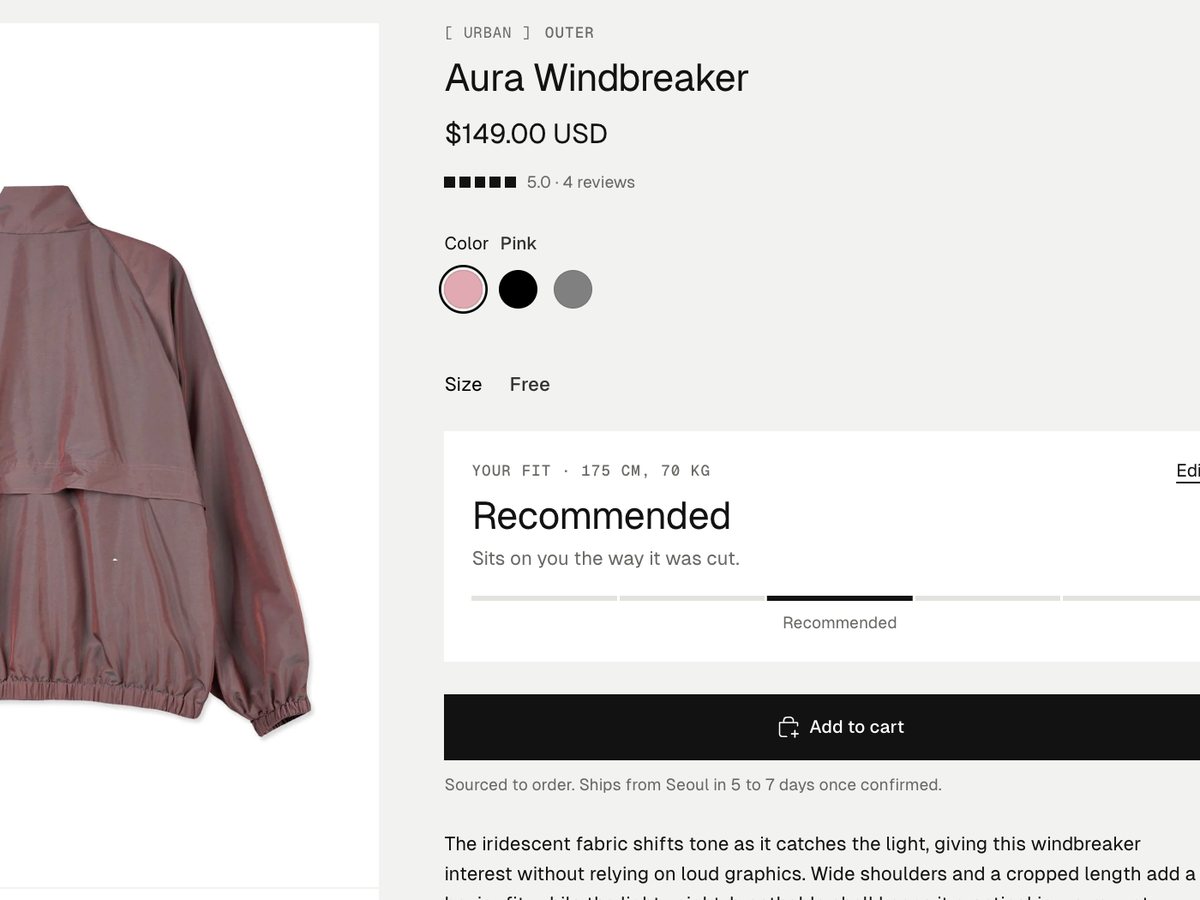 [ URBAN ] OUTER
Aura Windbreaker
$149.00 USD
5.0 · 4 reviews
Color Pink
Size Free
YOUR FIT · 175 CM, 70 KG
Recommended
Sits on you the way it was cut.
Recommended
Add to cart
Sourced to order. Ships from Seoul in 5 to 7 days once confirmed.
The iridescent fabric shifts tone as it catches the light, giving this windbreaker
interest without relying on loud graphics. Wide shoulders and a cropped length add a